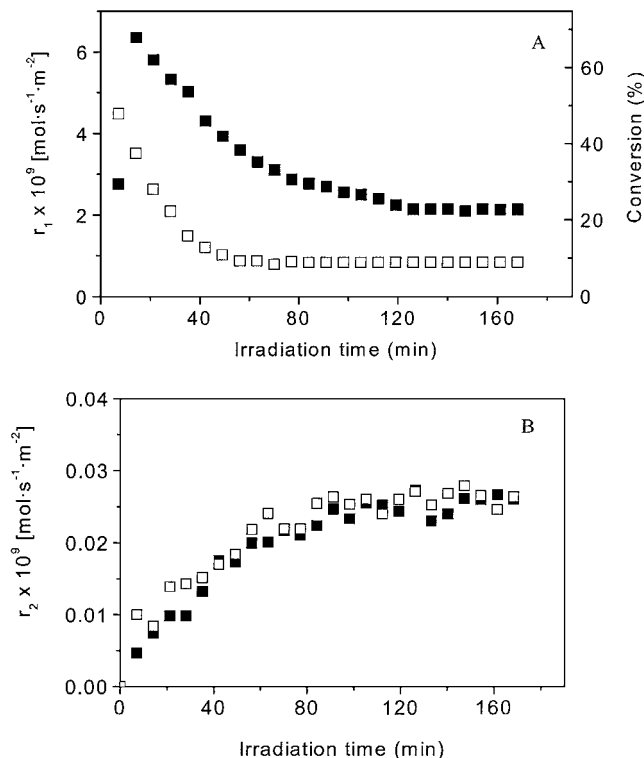 A
r₁ x 10⁹ [mol·s⁻¹·m⁻²]
6
4
2
0
60
40
20
0
Conversion (%)
0 40 80 120 160
Irradiation time (min)
B
r₂ x 10⁹ [mol·s⁻¹·m⁻²]
0.04
0.03
0.02
0.01
0.00
0 40 80 120 160
Irradiation time (min)